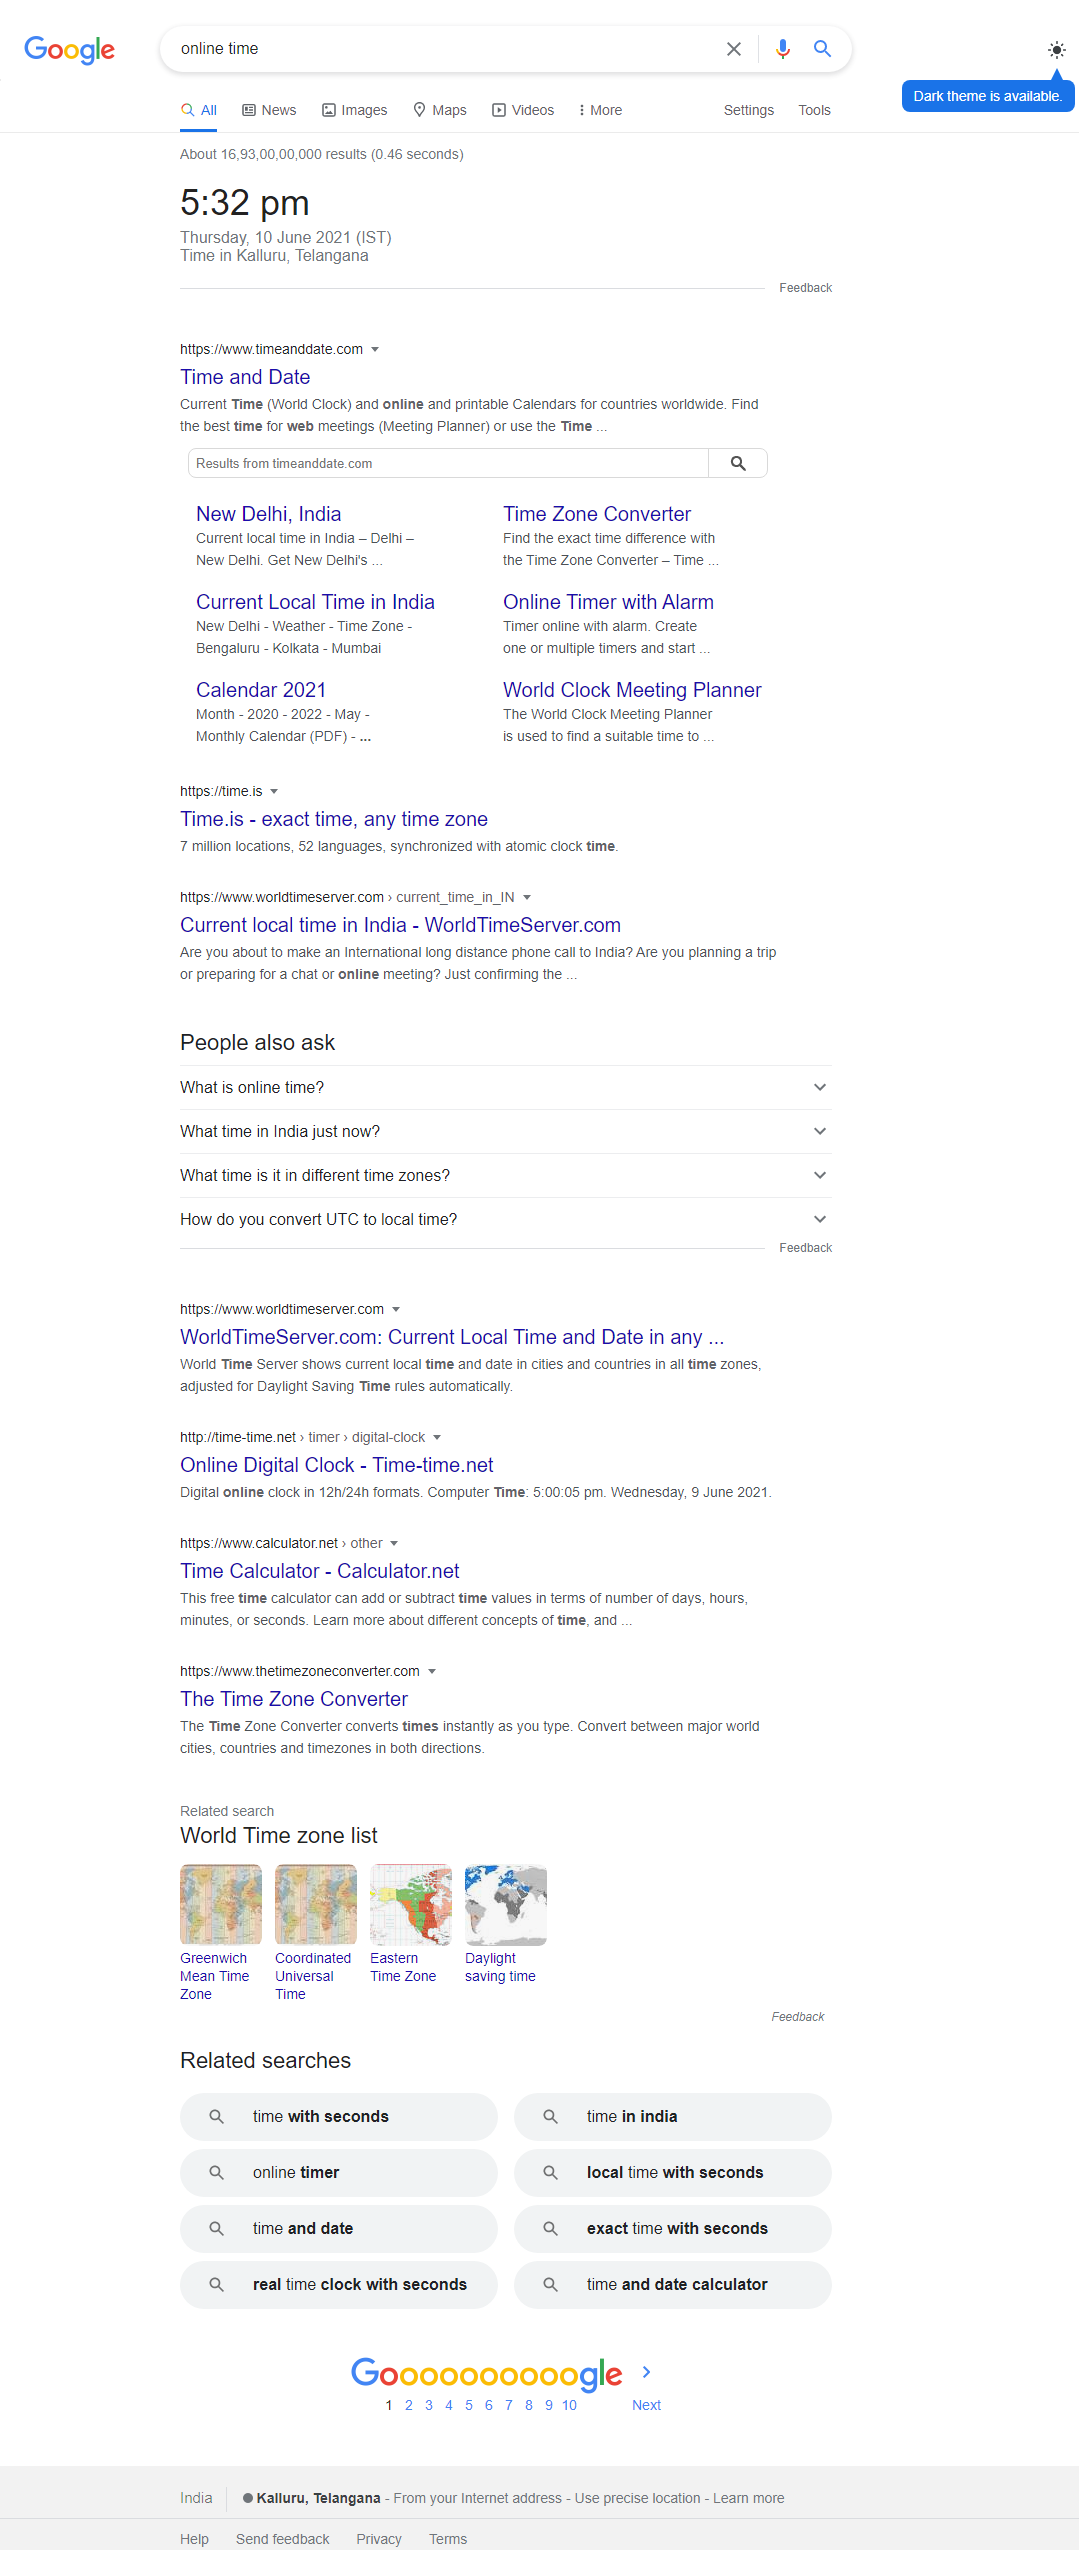 Google
online time
Dark theme is available.
All News Images Maps Videos More Settings Tools
About 16,93,00,00,000 results (0.46 seconds)
5:32 pm
Thursday, 10 June 2021 (IST)
Time in Kalluru, Telangana
Feedback
https://www.timeanddate.com
Time and Date
Current Time (World Clock) and online and printable Calendars for countries worldwide. Find
the best time for web meetings (Meeting Planner) or use the Time ...
Results from timeanddate.com
New Delhi, India
Current local time in India – Delhi –
New Delhi. Get New Delhi's ...
Time Zone Converter
Find the exact time difference with
the Time Zone Converter – Time ...
Current Local Time in India
New Delhi - Weather - Time Zone -
Bengaluru - Kolkata - Mumbai
Online Timer with Alarm
Timer online with alarm. Create
one or multiple timers and start ...
Calendar 2021
Month - 2020 - 2022 - May -
Monthly Calendar (PDF) - ...
World Clock Meeting Planner
The World Clock Meeting Planner
is used to find a suitable time to ...
https://time.is
Time.is - exact time, any time zone
7 million locations, 52 languages, synchronized with atomic clock time.
https://www.worldtimeserver.com › current_time_in_IN
Current local time in India - WorldTimeServer.com
Are you about to make an International long distance phone call to India? Are you planning a trip
or preparing for a chat or online meeting? Just confirming the ...
People also ask
What is online time?
What time in India just now?
What time is it in different time zones?
How do you convert UTC to local time?
Feedback
https://www.worldtimeserver.com
WorldTimeServer.com: Current Local Time and Date in any ...
World Time Server shows current local time and date in cities and countries in all time zones,
adjusted for Daylight Saving Time rules automatically.
http://time-time.net › timer › digital-clock
Online Digital Clock - Time-time.net
Digital online clock in 12h/24h formats. Computer Time: 5:00:05 pm. Wednesday, 9 June 2021.
https://www.calculator.net › other
Time Calculator - Calculator.net
This free time calculator can add or subtract time values in terms of number of days, hours,
minutes, or seconds. Learn more about different concepts of time, and ...
https://www.thetimezoneconverter.com
The Time Zone Converter
The Time Zone Converter converts times instantly as you type. Convert between major world
cities, countries and timezones in both directions.
Related search
World Time zone list
Greenwich
Mean Time
Zone
Coordinated
Universal
Time
Eastern
Time Zone
Daylight
saving time
Feedback
Related searches
time with seconds
time in india
online timer
local time with seconds
time and date
exact time with seconds
real time clock with seconds
time and date calculator
Goooooooooogle
1 2 3 4 5 6 7 8 9 10 Next
India Kalluru, Telangana - From your Internet address - Use precise location - Learn more
Help Send feedback Privacy Terms